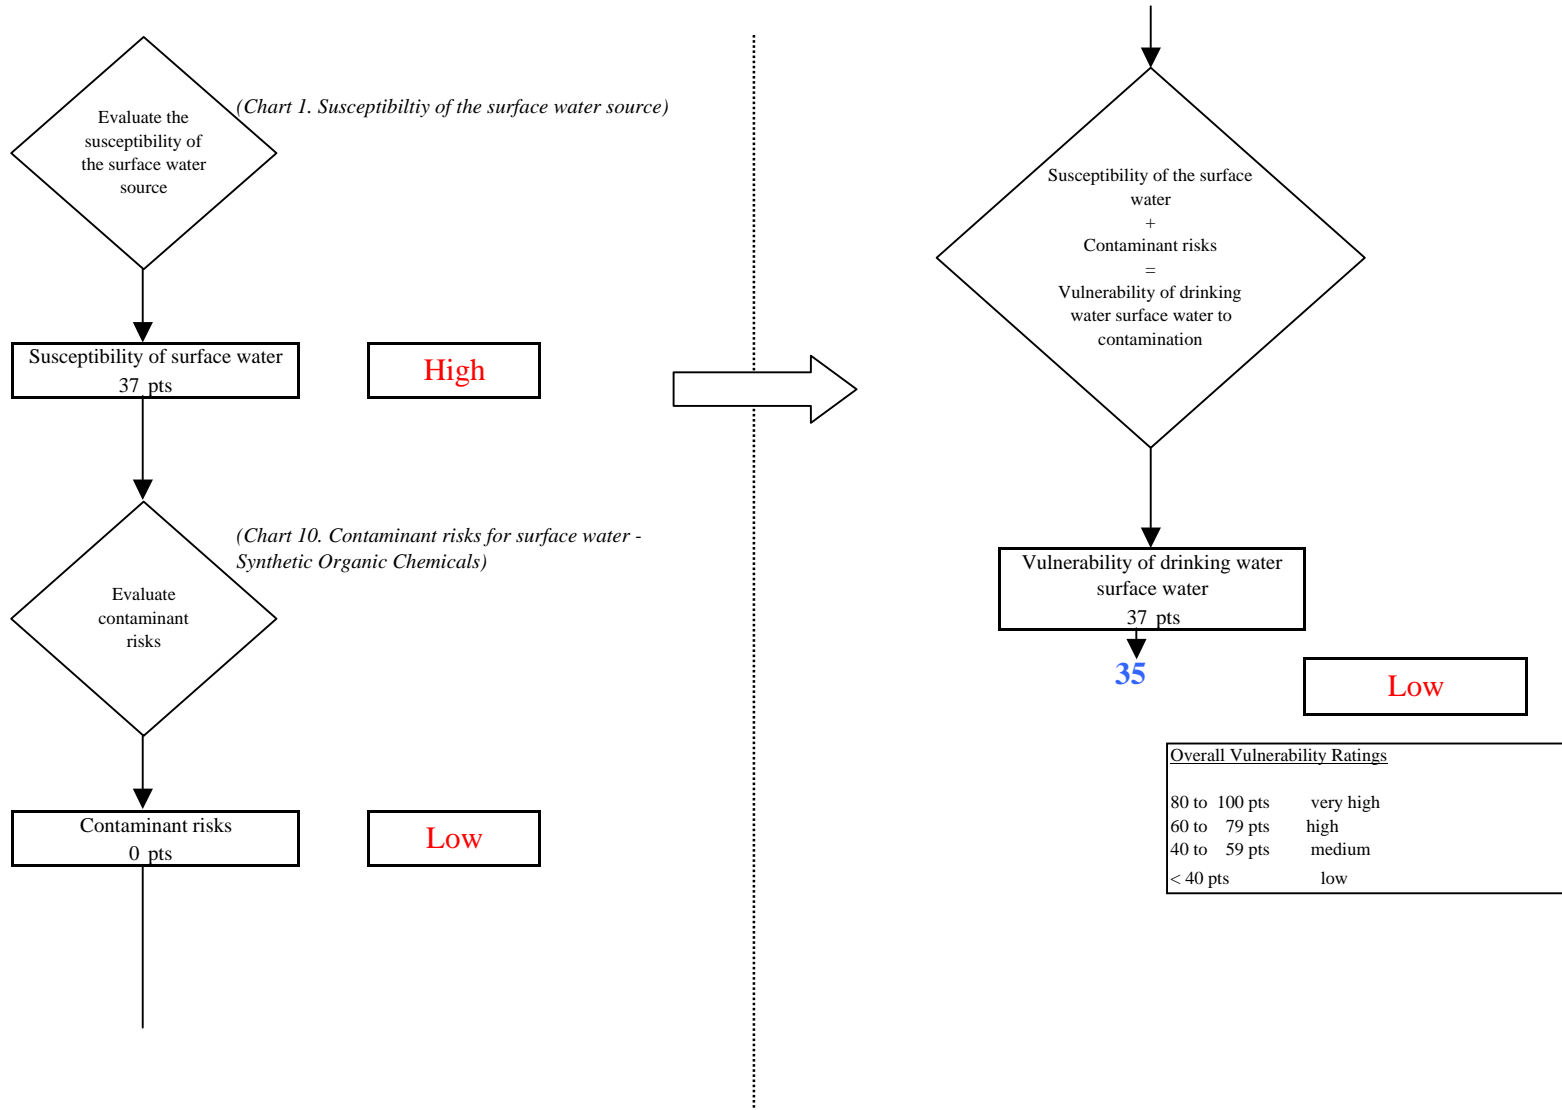 Evaluate the
susceptibility of
the surface water
source
(Chart 1. Susceptibiltiy of the surface water source)
Susceptibility of surface water
37 pts
High
(Chart 10. Contaminant risks for surface water -
Synthetic Organic Chemicals)
Evaluate
contaminant
risks
Contaminant risks
0 pts
Low
Susceptibility of the surface
water
+
Contaminant risks
=
Vulnerability of drinking
water surface water to
contamination
Vulnerability of drinking water
surface water
37 pts
35
Low
Overall Vulnerability Ratings
80 to 100 pts very high
60 to 79 pts high
40 to 59 pts medium
< 40 pts low